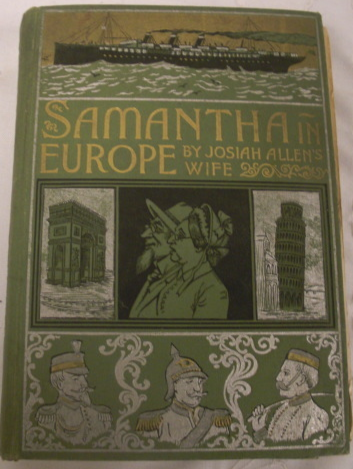 SAMANTHA IN
EUROPE BY JOSIAH ALLEN'S
WIFE